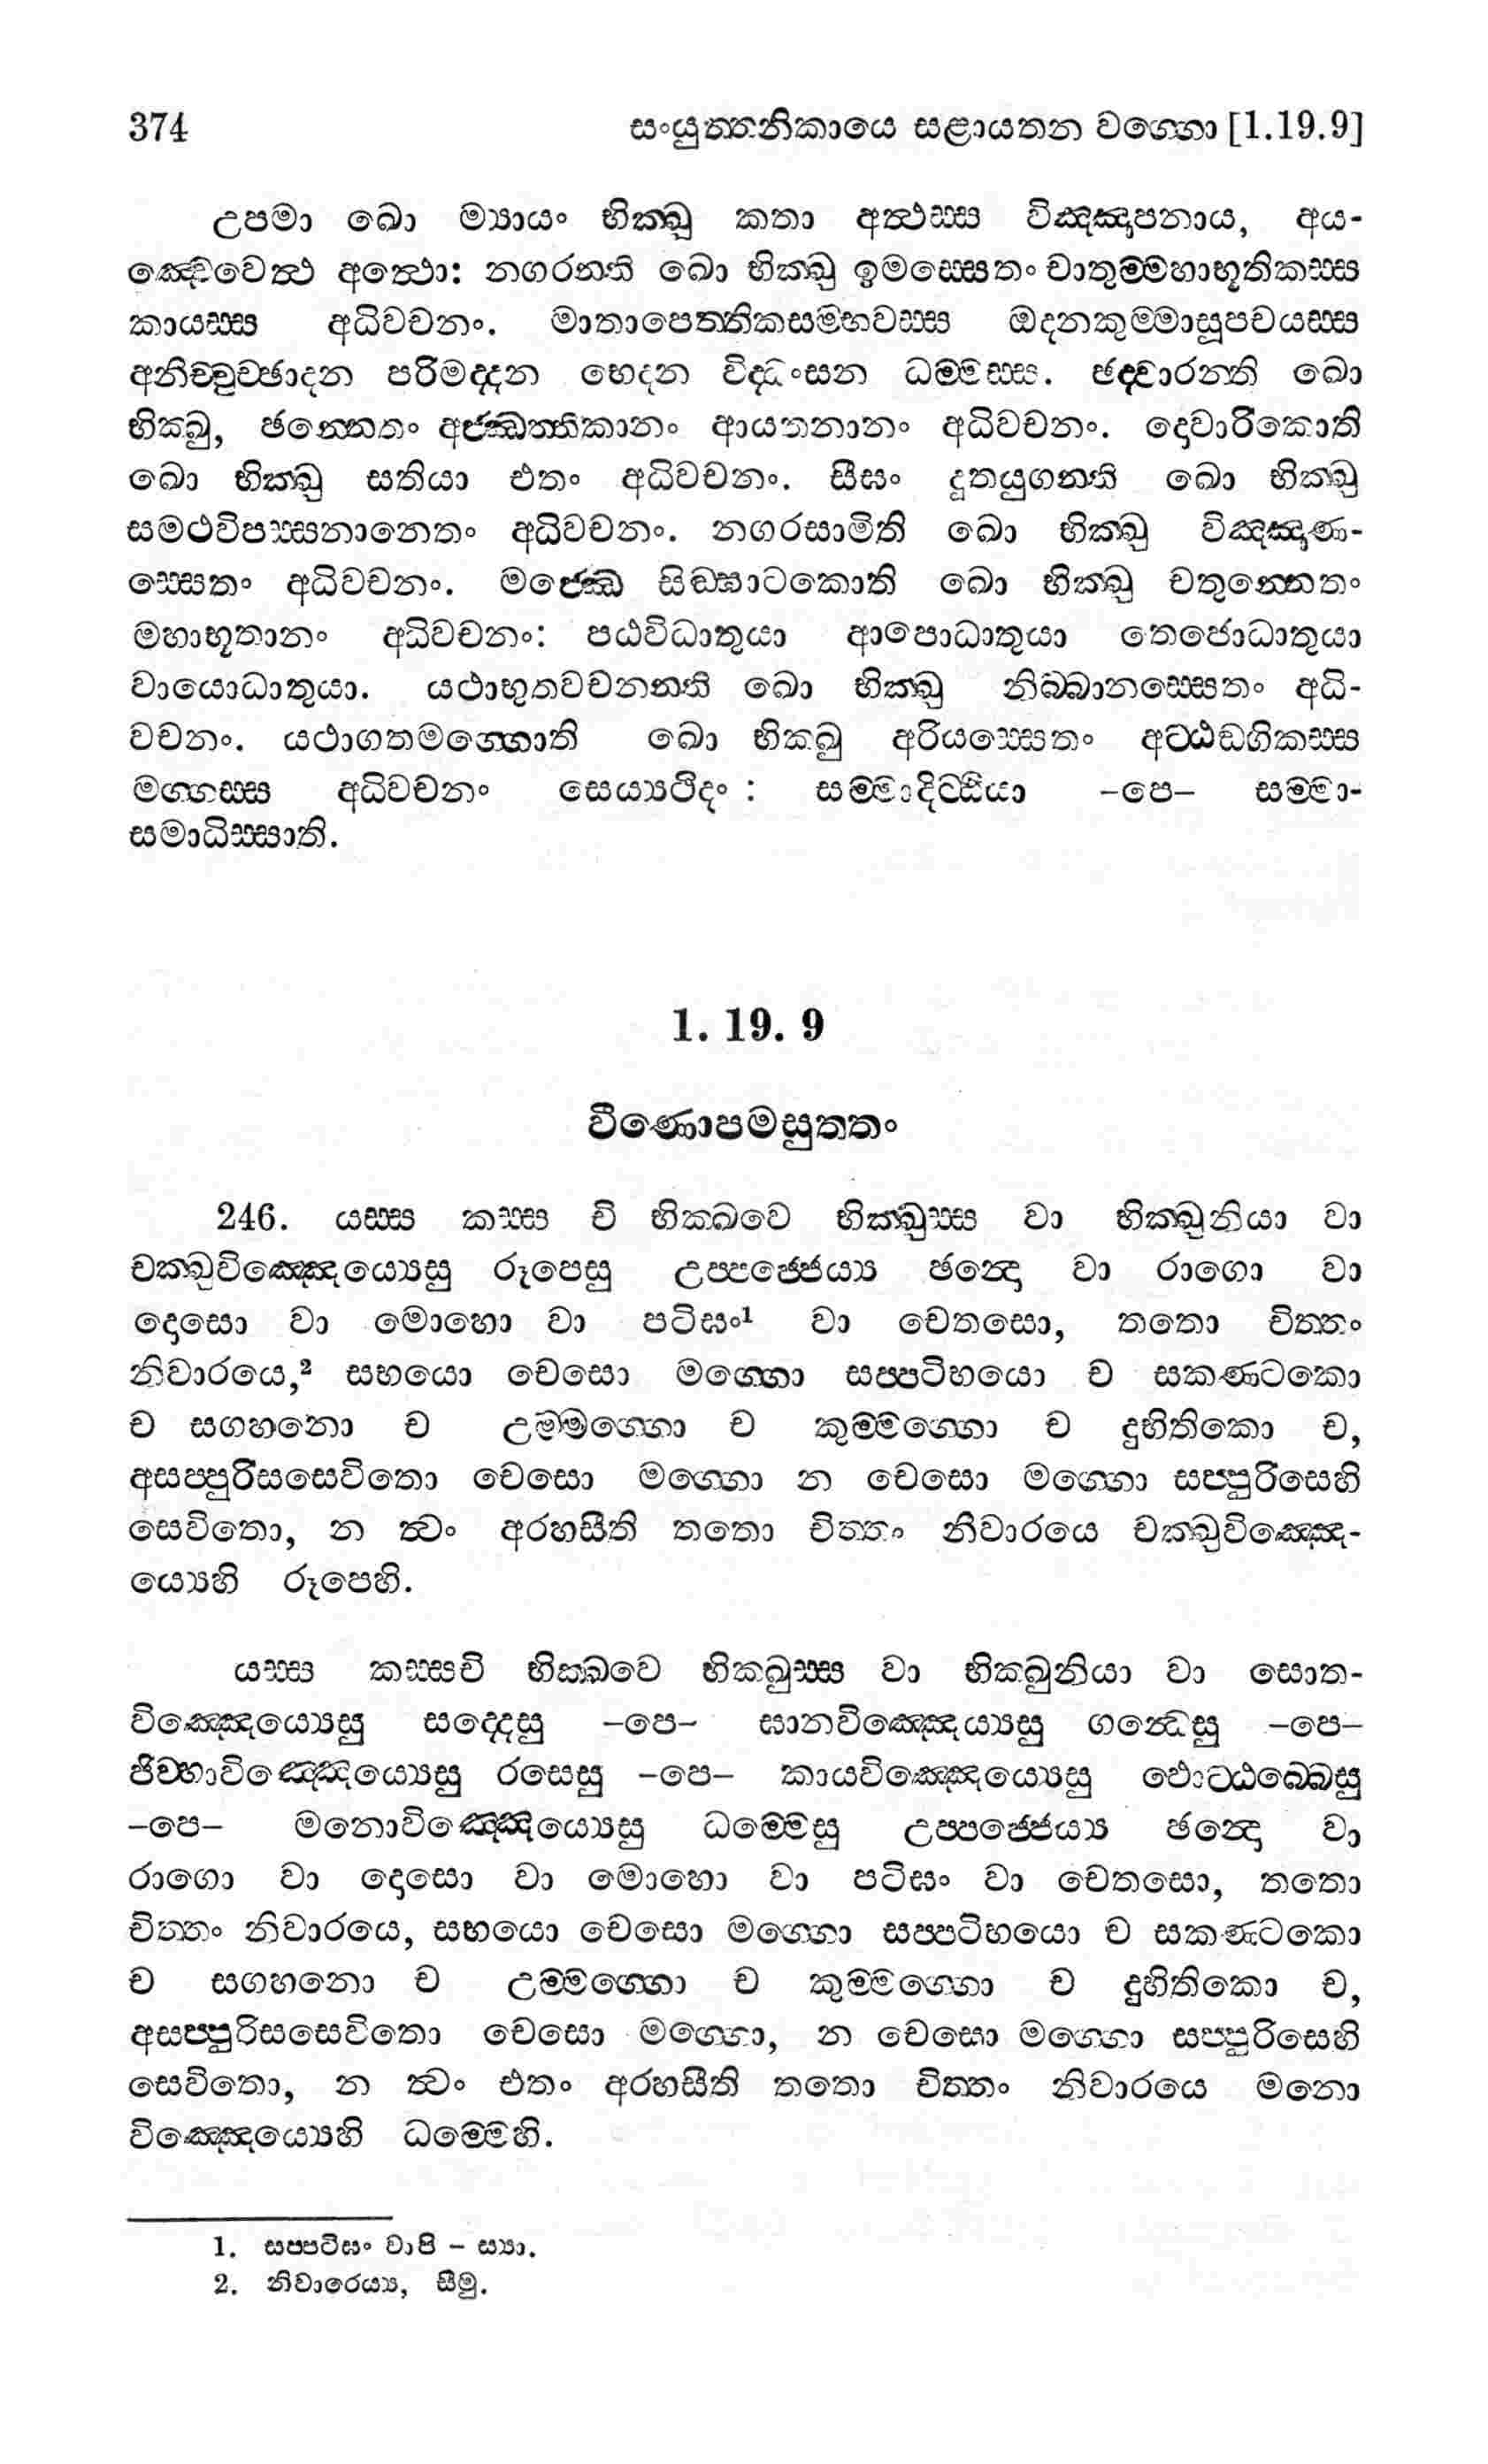 374 සංයුත්තනිකායෙ සළායතන වග්ගො [1.19.9]
උපමා ඛො ම්‍යායං භික්ඛු කතා අත්ථස්ස විඤ්ඤාපනාය, අය-
ඤ්චෙවෙත්ථ අත්ථො: නගරන්ති ඛො භික්ඛු ඉමස්සෙතං චාතුම්මහාභූතිකස්ස
කායස්ස අධිවචනං. මාතාපෙත්තිකසම්භවස්ස ඔදනකුම්මාසූපචයස්ස
අනිච්චුච්ඡාදන පරිමද්දන භෙදන විද්ධංසන ධම්මස්ස. ඡද්වාරන්ති ඛො
භික්ඛු, ඡන්නෙතං අජ්ඣත්තිකානං ආයතනානං අධිවචනං. දොවාරිකොති
ඛො භික්ඛු සතියා එතං අධිවචනං. සීඝං දූතයුගන්ති ඛො භික්ඛු
සමථවිපස්සනානෙතං අධිවචනං. නගරසාමිති ඛො භික්ඛු විඤ්ඤාණ-
ස්සෙතං අධිවචනං. මජ්ඣෙ සිඞ්ඝාටකොති ඛො භික්ඛු චතුන්නෙතං
මහාභූතානං අධිවචනං: පඨවිධාතුයා ආපොධාතුයා තෙජොධාතුයා
වායොධාතුයා. යථාභුතවචනන්ති ඛො භික්ඛු නිබ්බානස්සෙතං අධි-
වචනං. යථාගතමග්ගොති ඛො භික්ඛු අරියස්සෙතං අට්ඨඞ්ගිකස්ස
මග්ගස්ස අධිවචනං සෙය්‍යථිදං : සම්මාදිට්ඨියා -පෙ- සම්මා-
සමාධිස්සාති.
1. 19. 9
වීණොපමසුත්තං
246. යස්ස කස්ස චි භික්ඛවෙ භික්ඛුස්ස වා භික්ඛුනියා වා
චක්ඛුවිඤ්ඤෙය්‍යෙසු රූපෙසු උප්පජ්ජෙය්‍ය ඡන්දො වා රාගො වා
දොසො වා මොහො වා පටිඝං¹ වා චෙතසො, තතො චිත්තං
නිවාරයෙ,² සභයො චෙසො මග්ගො සප්පටිභයො ච සකණ්ටකො
ච සගහනො ච උම්මග්ගො ච කුම්මග්ගො ච දුහිතිකො ච,
අසප්පුරිසසෙවිතො චෙසො මග්ගො න චෙසො මග්ගො සප්පුරිසෙහි
සෙවිතො, න ත්වං අරහසීති තතො චිත්තං නිවාරයෙ චක්ඛුවිඤ්ඤෙ-
ය්‍යෙහි රූපෙහි.
යස්ස කස්සචි භික්ඛවෙ භික්ඛුස්ස වා භික්ඛුනියා වා සොත-
විඤ්ඤෙය්‍යෙසු සද්දෙසු -පෙ- ඝානවිඤ්ඤෙය්‍යසු ගන්ධෙසු -පෙ-
ජිව්හාවිඤ්ඤෙය්‍යෙසු රසෙසු -පෙ- කායවිඤ්ඤෙය්‍යෙසු ඵොට්ඨබ්බෙසු
-පෙ- මනොවිඤ්ඤෙය්‍යෙසු ධම්මෙසු උප්පජ්ජෙය්‍ය ඡන්දො වා
රාගො වා දොසො වා මොහො වා පටිඝං වා චෙතසො, තතො
චිත්තං නිවාරයෙ, සභයො චෙසො මග්ගො සප්පටිභයො ච සකණ්ටකො
ච සගහනො ච උම්මග්ගො ච කුම්මග්ගො ච දුහිතිකො ච,
අසප්පුරිසසෙවිතො චෙසො මග්ගො, න චෙසො මග්ගො සප්පුරිසෙහි
සෙවිතො, න ත්වං එතං අරහසීති තතො චිත්තං නිවාරයෙ මනො
විඤ්ඤෙය්‍යෙහි ධම්මෙහි.
1. සප්පටිඝං වාපි - ස්‍යා.
2. නිවාරෙය්‍ය, සීමු.